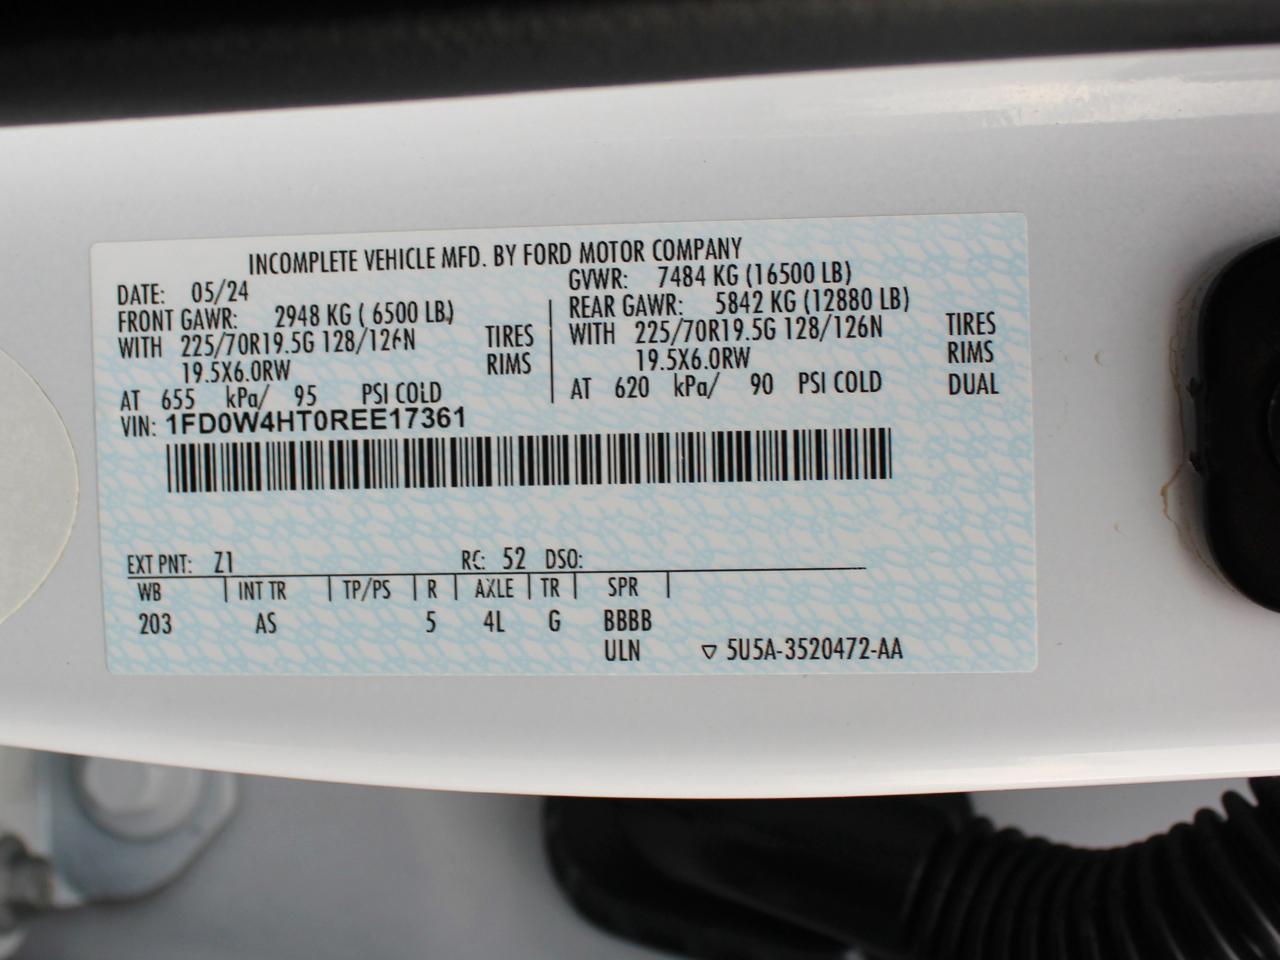 INCOMPLETE VEHICLE MFD. BY FORD MOTOR COMPANY
DATE: 05/24
GVWR: 7484 KG (16500 LB)
FRONT GAWR: 2948 KG ( 6500 LB)
REAR GAWR: 5842 KG (12880 LB)
WITH 225/70R19.5G 128/126N TIRES
WITH 225/70R19.5G 128/126N TIRES
19.5X6.0RW RIMS
19.5X6.0RW RIMS
AT 655 kPa/ 95 PSI COLD
AT 620 kPa/ 90 PSI COLD DUAL
VIN: 1FD0W4HT0REE17361
EXT PNT: Z1 RC: 52 DSO:
WB | INT TR | TP/PS | R | AXLE | TR | SPR |
203 AS 5 4L G BBBB
ULN ▽ 5U5A-3520472-AA